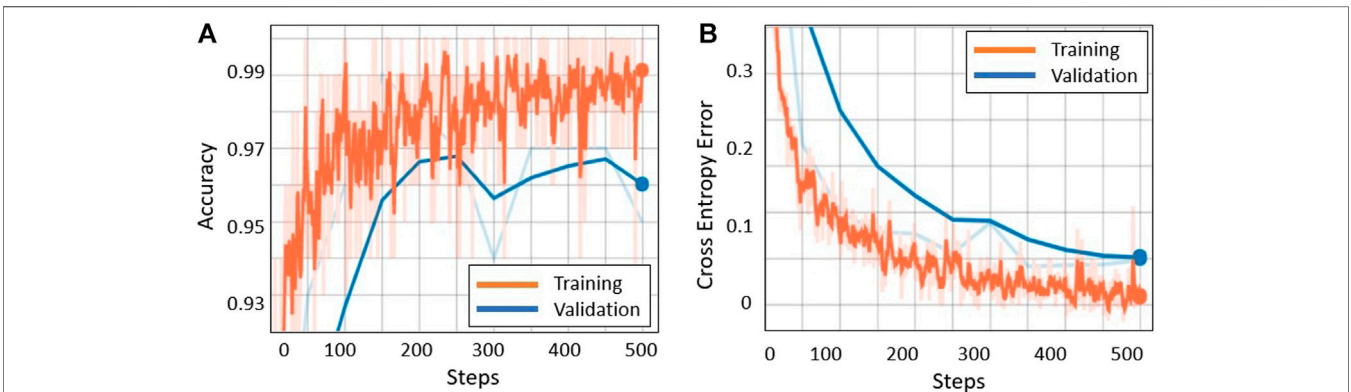 A
Accuracy
0.99
0.97
0.95
0.93
Training
Validation
0 100 200 300 400 500
Steps
B
Cross Entropy Error
0.3
0.2
0.1
0
Training
Validation
0 100 200 300 400 500
Steps